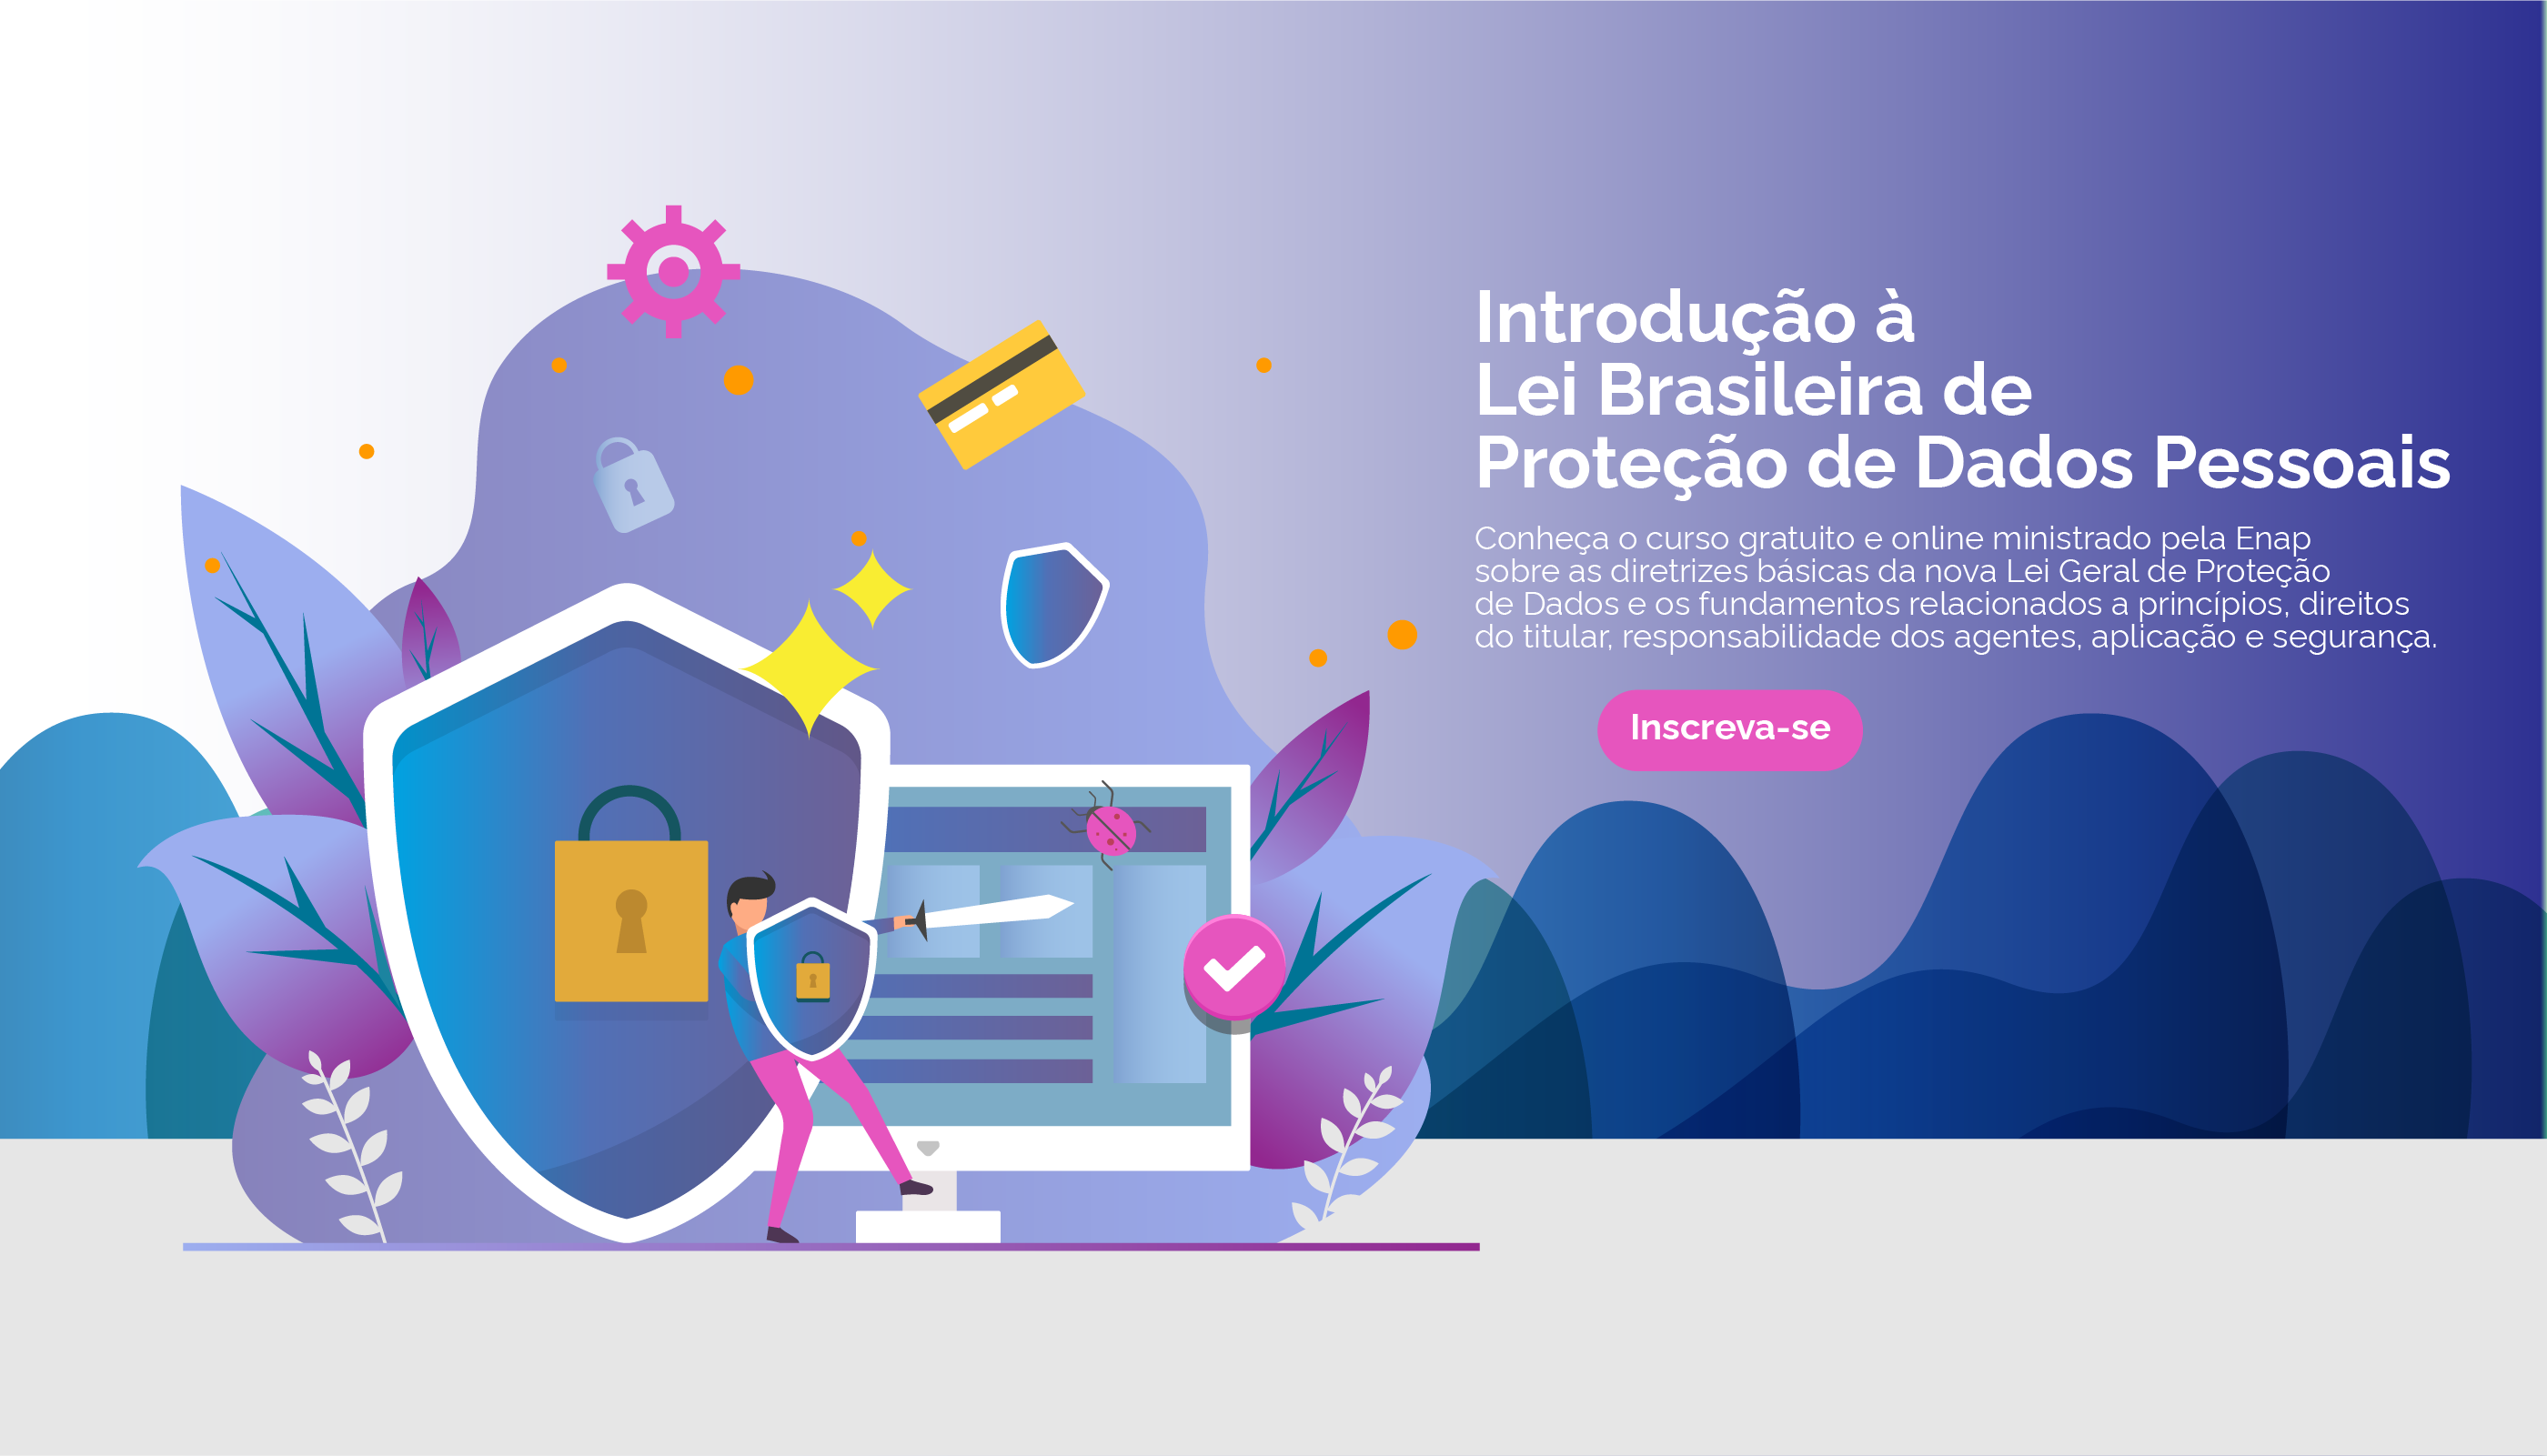 Introdução à
Lei Brasileira de
Proteção de Dados Pessoais
Conheça o curso gratuito e online ministrado pela Enap
sobre as diretrizes básicas da nova Lei Geral de Proteção
de Dados e os fundamentos relacionados a princípios, direitos
do titular, responsabilidade dos agentes, aplicação e segurança.
Inscreva-se